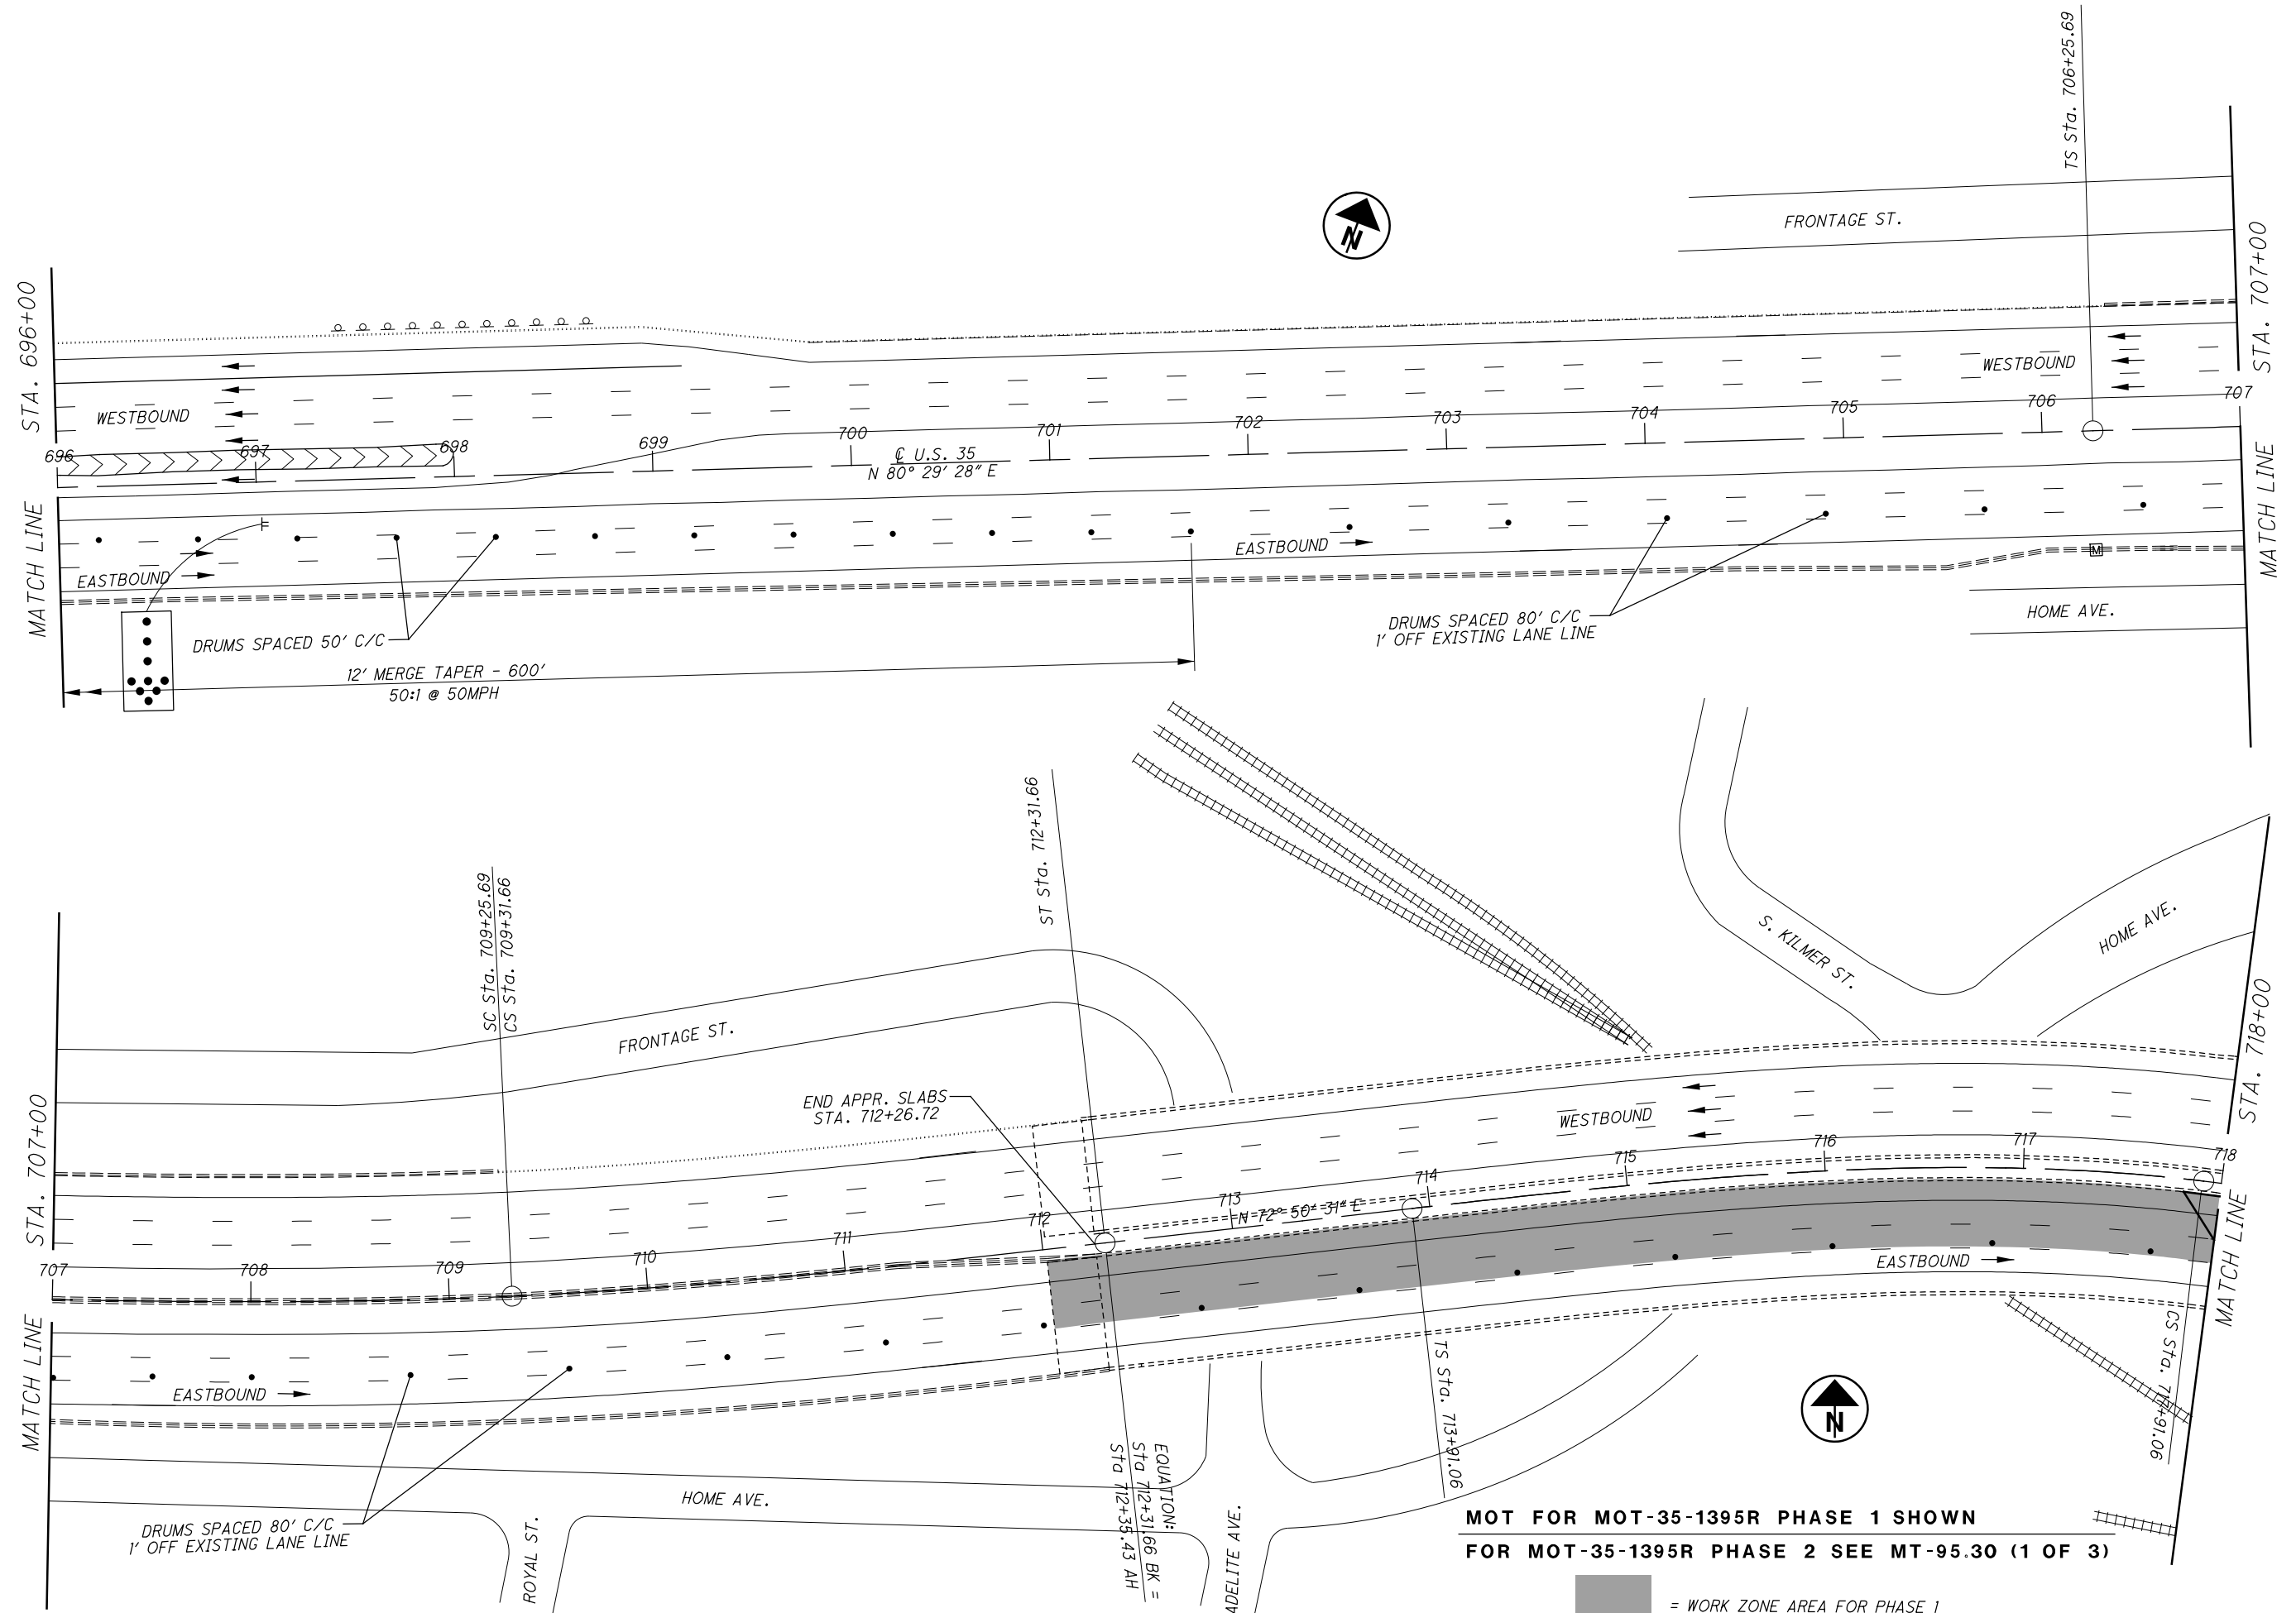 TS Sta. 706+25.69
N
FRONTAGE ST.
STA. 696+00
STA. 707+00
WESTBOUND
WESTBOUND
696
697
698
699
700
701
702
703
704
705
706
707
℄ U.S. 35
N 80° 29' 28" E
MATCH LINE
MATCH LINE
EASTBOUND
EASTBOUND
M
DRUMS SPACED 50' C/C
DRUMS SPACED 80' C/C
1' OFF EXISTING LANE LINE
HOME AVE.
12' MERGE TAPER - 600'
50:1 @ 50MPH
ST Sta. 712+31.66
SC Sta. 709+25.69
CS Sta. 709+31.66
S. KILMER ST.
HOME AVE.
FRONTAGE ST.
END APPR. SLABS
STA. 712+26.72
STA. 707+00
STA. 718+00
WESTBOUND
707
708
709
710
711
712
713
714
715
716
717
718
N 72° 50' 31" E
MATCH LINE
MATCH LINE
EASTBOUND
EASTBOUND
TS Sta. 713+91.06
CS Sta. 717+91.06
N
EQUATION:
Sta 712+31.66 BK =
Sta 712+35.43 AH
HOME AVE.
DRUMS SPACED 80' C/C
1' OFF EXISTING LANE LINE
ROYAL ST.
ADELITE AVE.
MOT FOR MOT-35-1395R PHASE 1 SHOWN
FOR MOT-35-1395R PHASE 2 SEE MT-95.30 (1 OF 3)
= WORK ZONE AREA FOR PHASE 1